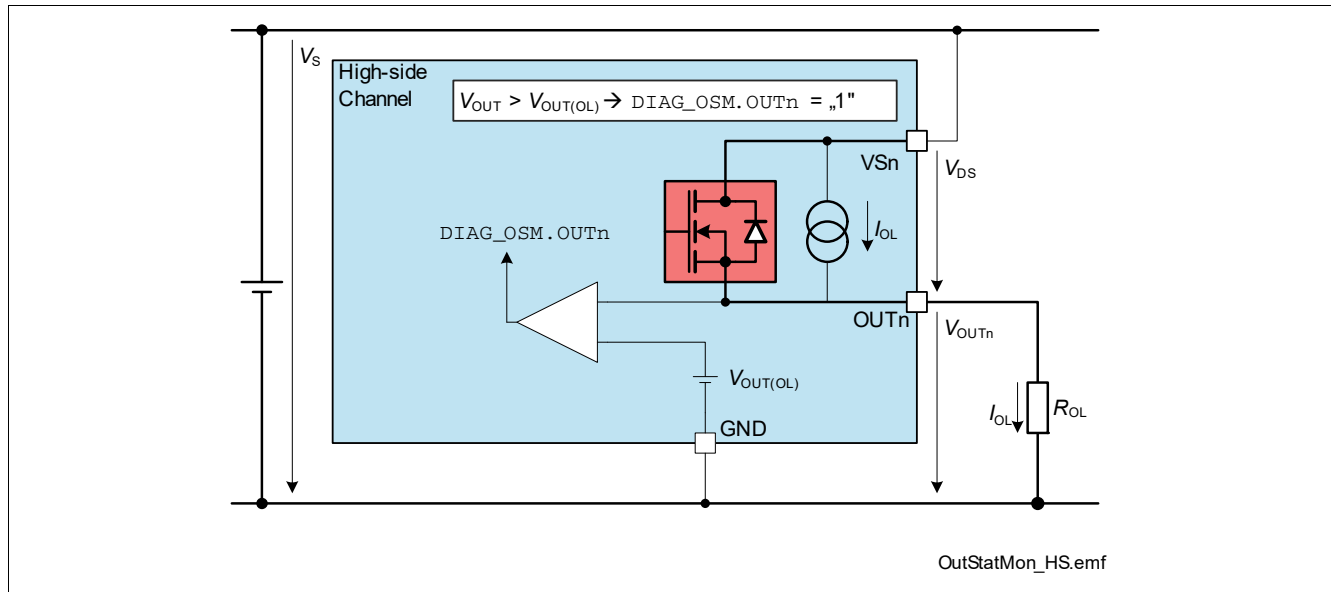 VS
High-side
Channel
VOUT > VOUT(OL) → DIAG_OSM.OUTn = „1"
VSn
VDS
IOL
DIAG_OSM.OUTn
OUTn
VOUTn
VOUT(OL)
IOL
ROL
GND
OutStatMon_HS.emf